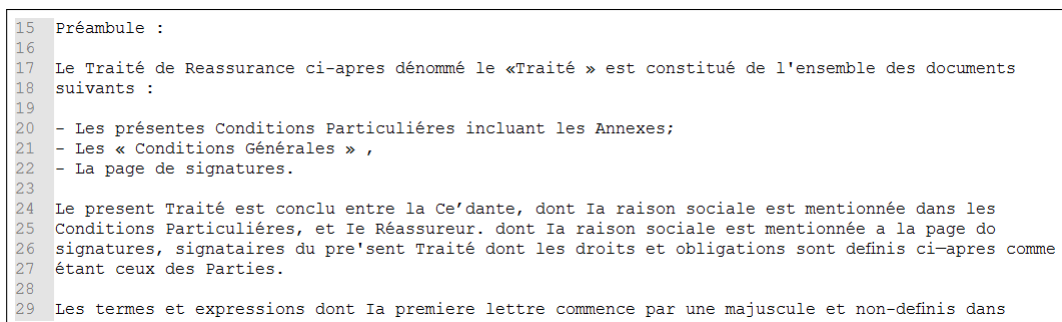 15 Préambule :
16
17 Le Traité de Reassurance ci-apres dénommé le «Traité » est constitué de l'ensemble des documents
18 suivants :
19
20 - Les présentes Conditions Particuliéres incluant les Annexes;
21 - Les « Conditions Générales » ,
22 - La page de signatures.
23
24 Le present Traité est conclu entre la Ce’dante, dont Ia raison sociale est mentionnée dans les
25 Conditions Particuliéres, et Ie Réassureur. dont Ia raison sociale est mentionnée a la page do
26 signatures, signataires du pre'sent Traité dont les droits et obligations sont definis ci—apres comme
27 étant ceux des Parties.
28
29 Les termes et expressions dont Ia premiere lettre commence par une majuscule et non-definis dans